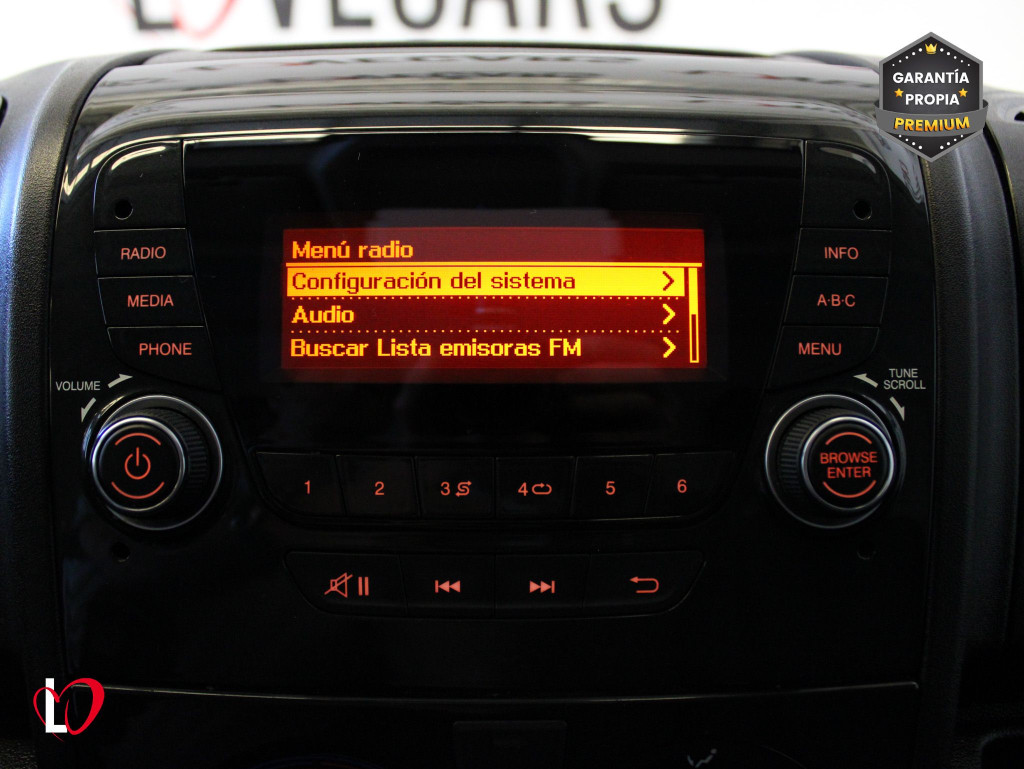 LOVECARS
GARANTÍA
PROPIA
PREMIUM
RADIO
MEDIA
PHONE
Menú radio
Configuración del sistema
Audio
Buscar Lista emisoras FM
INFO
A·B·C
MENU
VOLUME
TUNE
SCROLL
BROWSE
ENTER
1
2
3
4
5
6
L